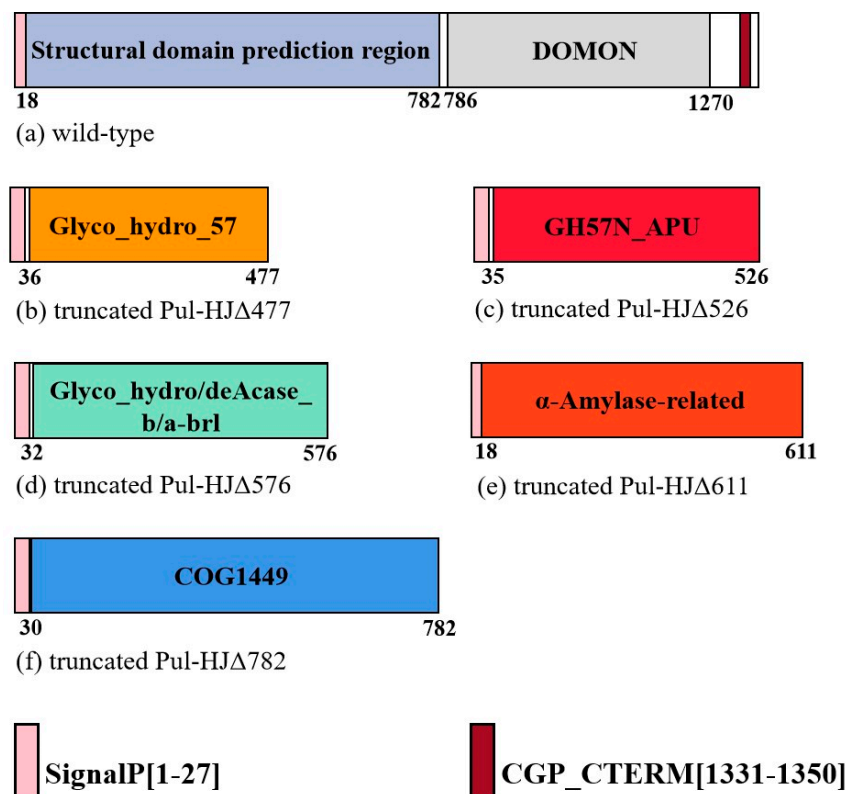 Structural domain prediction region DOMON
18 782 786 1270
(a) wild-type
Glyco_hydro_57
36 477
(b) truncated Pul-HJΔ477
GH57N_APU
35 526
(c) truncated Pul-HJΔ526
Glyco_hydro/deAcase_
b/a-brl
32 576
(d) truncated Pul-HJΔ576
α-Amylase-related
18 611
(e) truncated Pul-HJΔ611
COG1449
30 782
(f) truncated Pul-HJΔ782
SignalP[1-27]
CGP_CTERM[1331-1350]